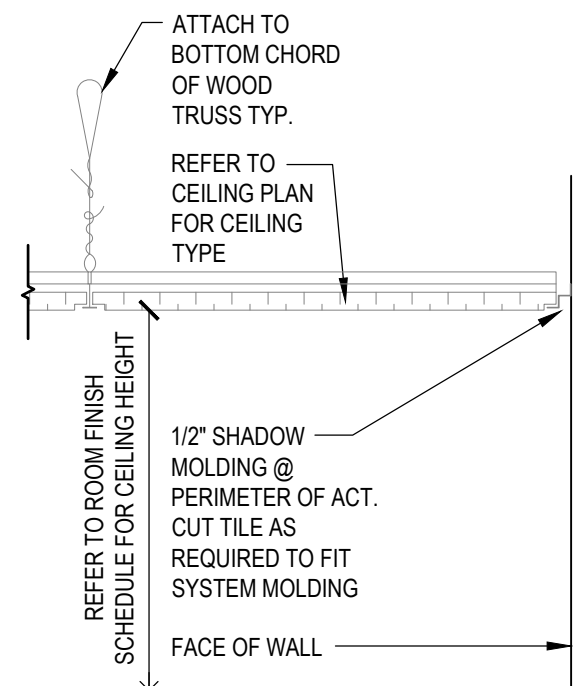 ATTACH TO
BOTTOM CHORD
OF WOOD
TRUSS TYP.
REFER TO
CEILING PLAN
FOR CEILING
TYPE
REFER TO ROOM FINISH
SCHEDULE FOR CEILING HEIGHT
1/2" SHADOW
MOLDING @
PERIMETER OF ACT.
CUT TILE AS
REQUIRED TO FIT
SYSTEM MOLDING
FACE OF WALL